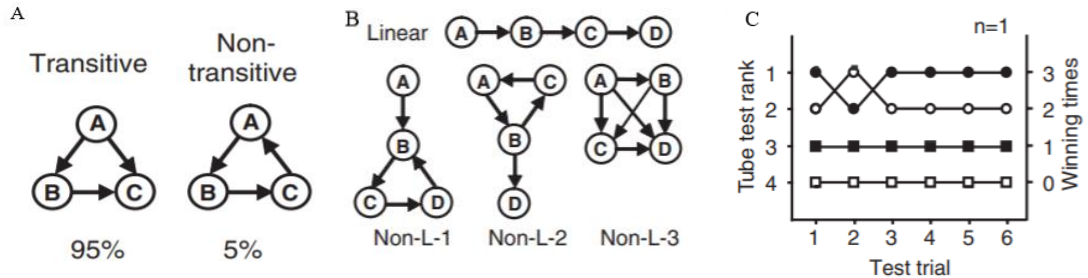 A
Transitive
Non-
transitive
A
B
C
A
B
C
95%
5%
B
Linear
A
B
C
D
A
B
C
D
Non-L-1
A
C
B
D
Non-L-2
A
B
C
D
Non-L-3
C
n=1
Tube test rank
1
2
3
4
Winning times
3
2
1
0
1 2 3 4 5 6
Test trial